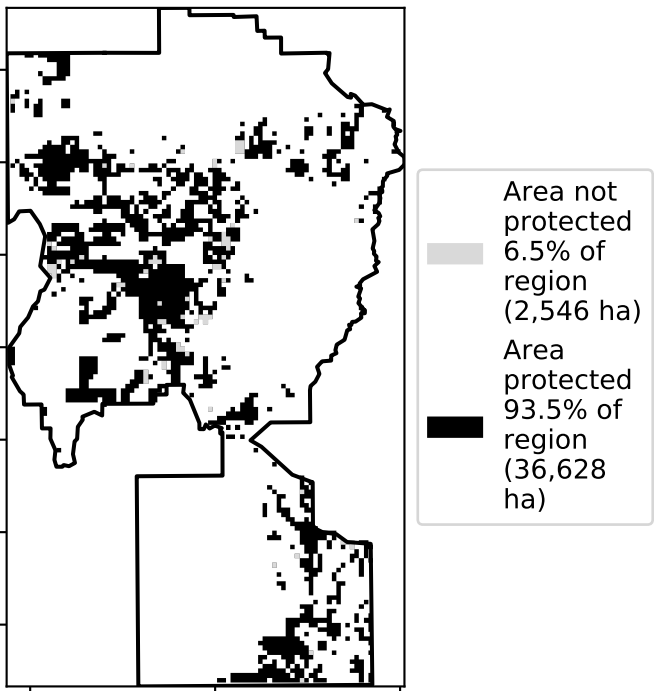 Area not
protected
6.5% of
region
(2,546 ha)
Area
protected
93.5% of
region
(36,628
ha)